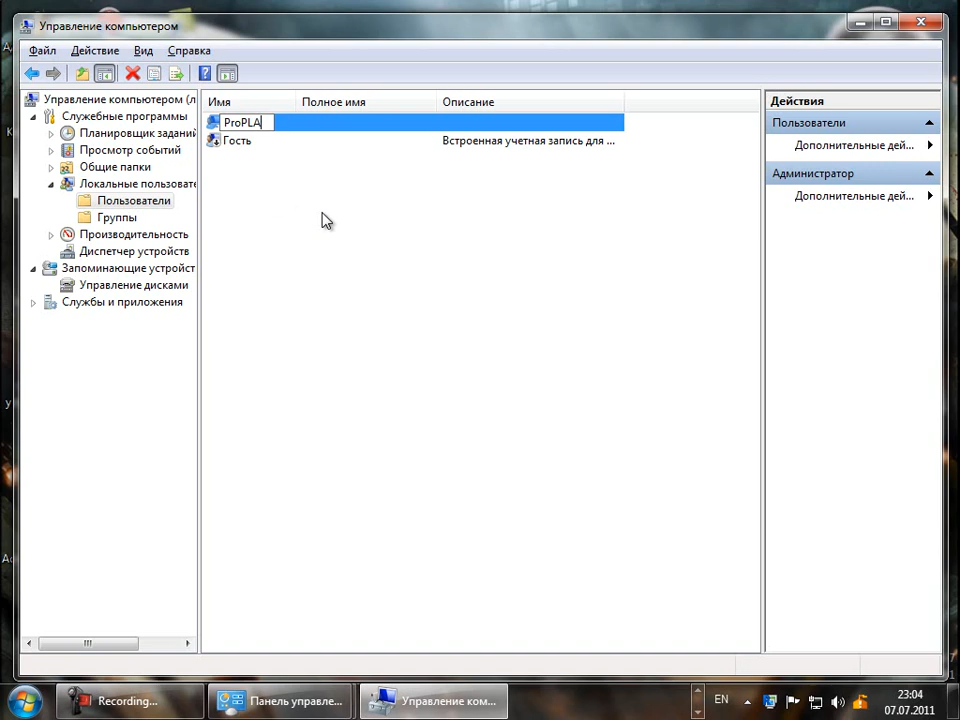 Управление компьютером
Файл Действие Вид Справка
Управление компьютером (л
Служебные программы
Планировщик заданий
Просмотр событий
Общие папки
Локальные пользовате
Пользователи
Группы
Производительность
Диспетчер устройств
Запоминающие устройст
Управление дисками
Службы и приложения
Имя Полное имя Описание
ProPLA
Гость Встроенная учетная запись для ...
Действия
Пользователи
Дополнительные дей...
Администратор
Дополнительные дей...
Recording... Панель управле... Управление ком... EN 23:04
07.07.2011